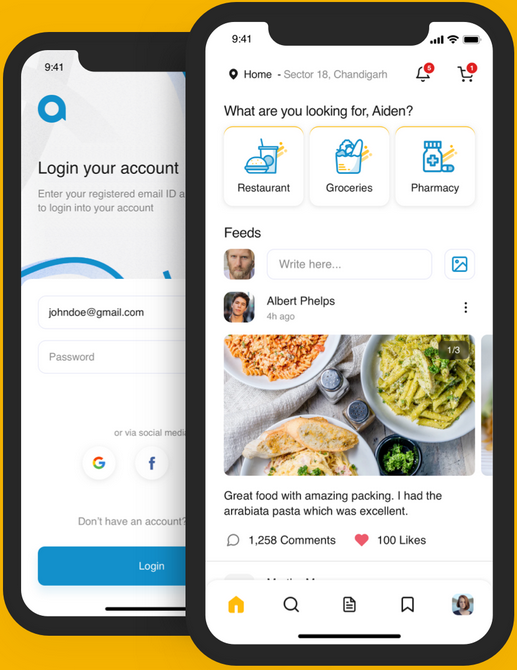 9:41
Login your account
Enter your registered email ID a
to login into your account
johndoe@gmail.com
Password
or via social media
G
f
Don't have an account?
Login
9:41
Home - Sector 18, Chandigarh
5
1
What are you looking for, Aiden?
Restaurant
Groceries
Pharmacy
Feeds
Write here...
Albert Phelps
4h ago
1/3
Great food with amazing packing. I had the
arrabiata pasta which was excellent.
1,258 Comments
100 Likes